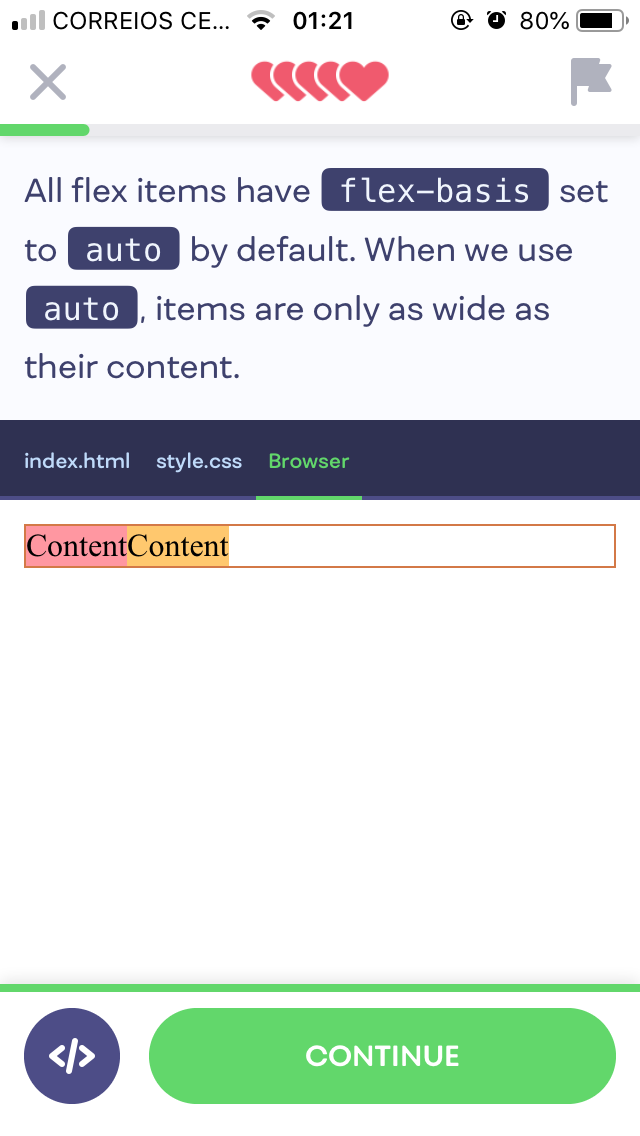 CORREIOS CE... 01:21 80%
All flex items have flex-basis set
to auto by default. When we use
auto, items are only as wide as
their content.
index.html style.css Browser
ContentContent
</> CONTINUE